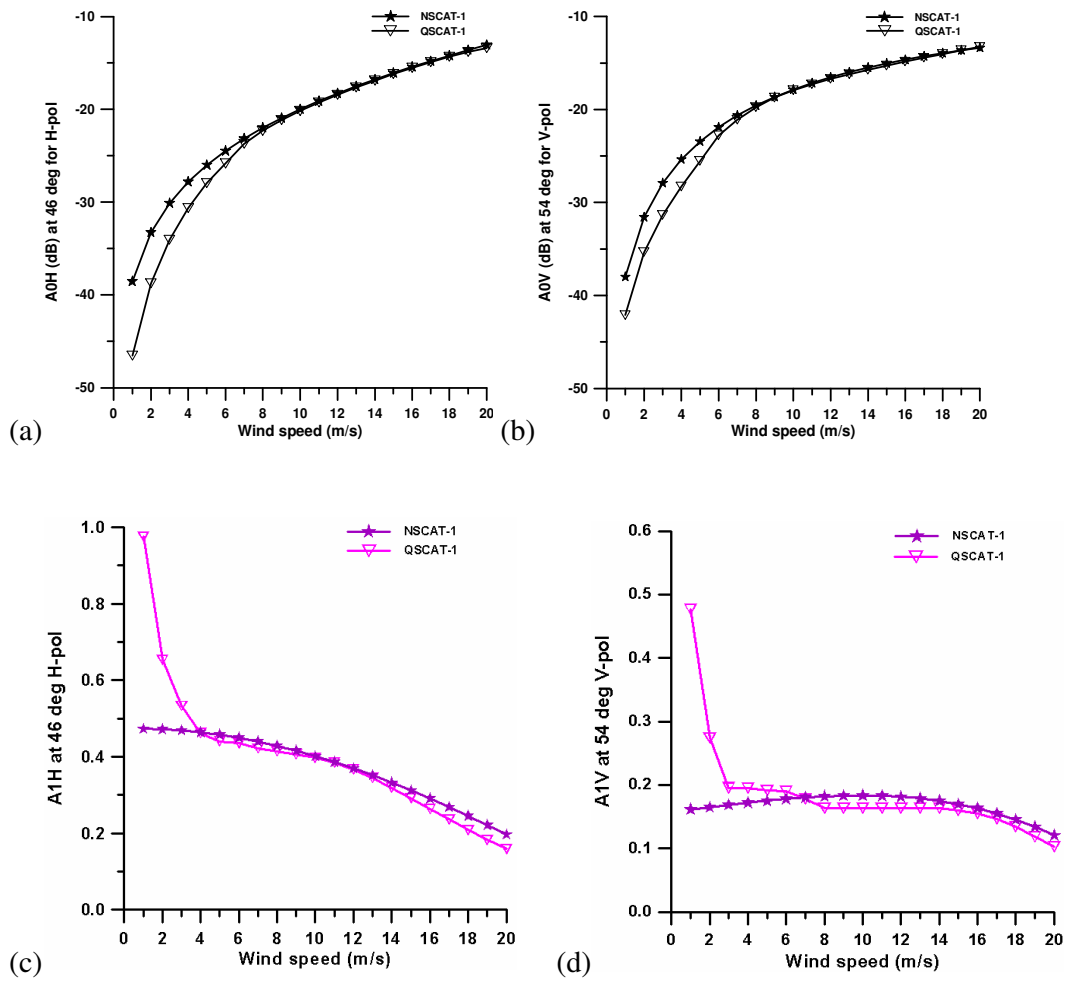 NSCAT-1
QSCAT-1
A0H (dB) at 46 deg for H-pol
-10
-20
-30
-40
-50
0 2 4 6 8 10 12 14 16 18 20
Wind speed (m/s)
(a)
NSCAT-1
QSCAT-1
A0V (dB) at 54 deg for V-pol
-10
-20
-30
-40
-50
0 2 4 6 8 10 12 14 16 18 20
Wind speed (m/s)
(b)
NSCAT-1
QSCAT-1
A1H at 46 deg H-pol
1.0
0.8
0.6
0.4
0.2
0.0
0 2 4 6 8 10 12 14 16 18 20
Wind speed (m/s)
(c)
NSCAT-1
QSCAT-1
A1V at 54 deg V-pol
0.6
0.5
0.4
0.3
0.2
0.1
0.0
0 2 4 6 8 10 12 14 16 18 20
Wind speed (m/s)
(d)